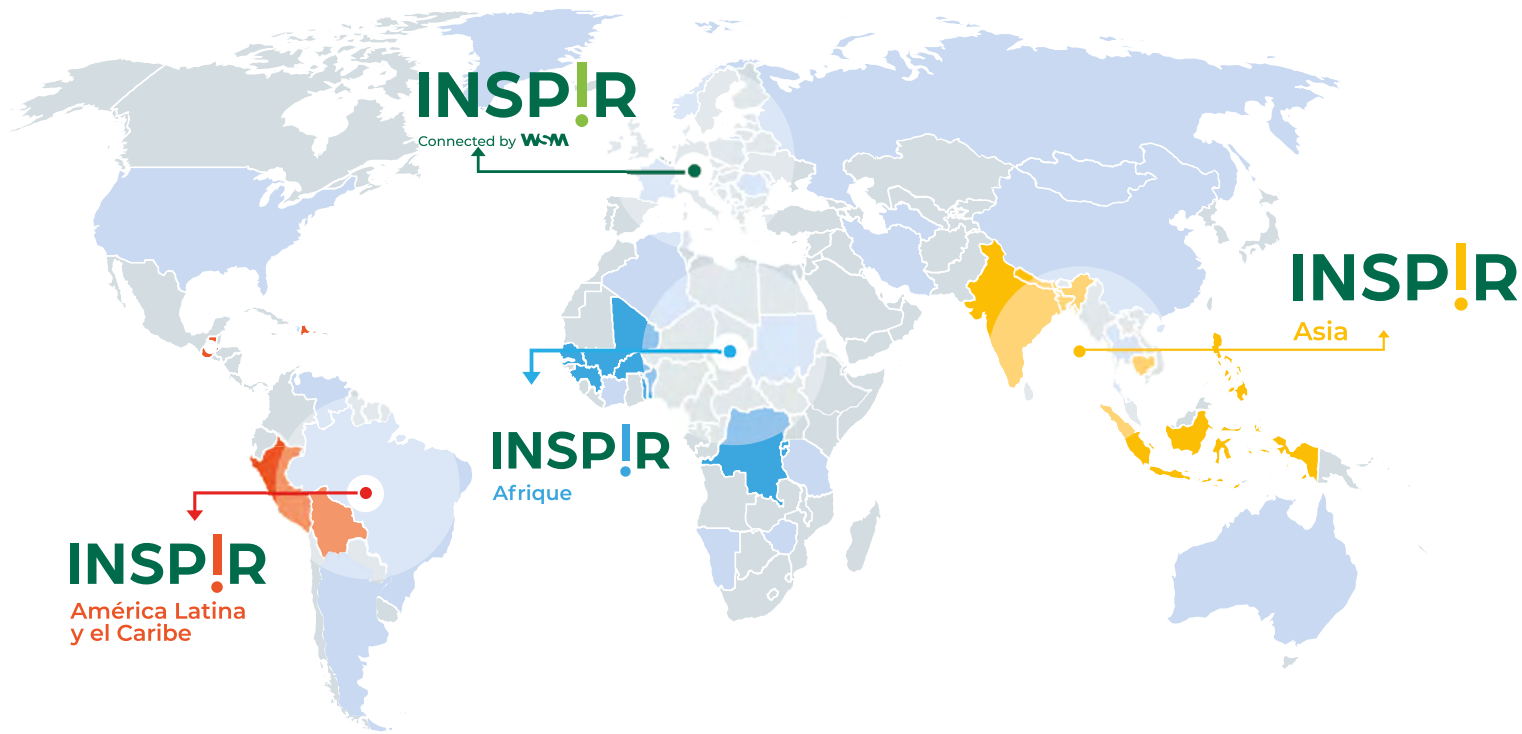 INSP!R
Connected by WSM
INSP!R
Asia
INSP!R
Afrique
INSP!R
América Latina
y el Caribe